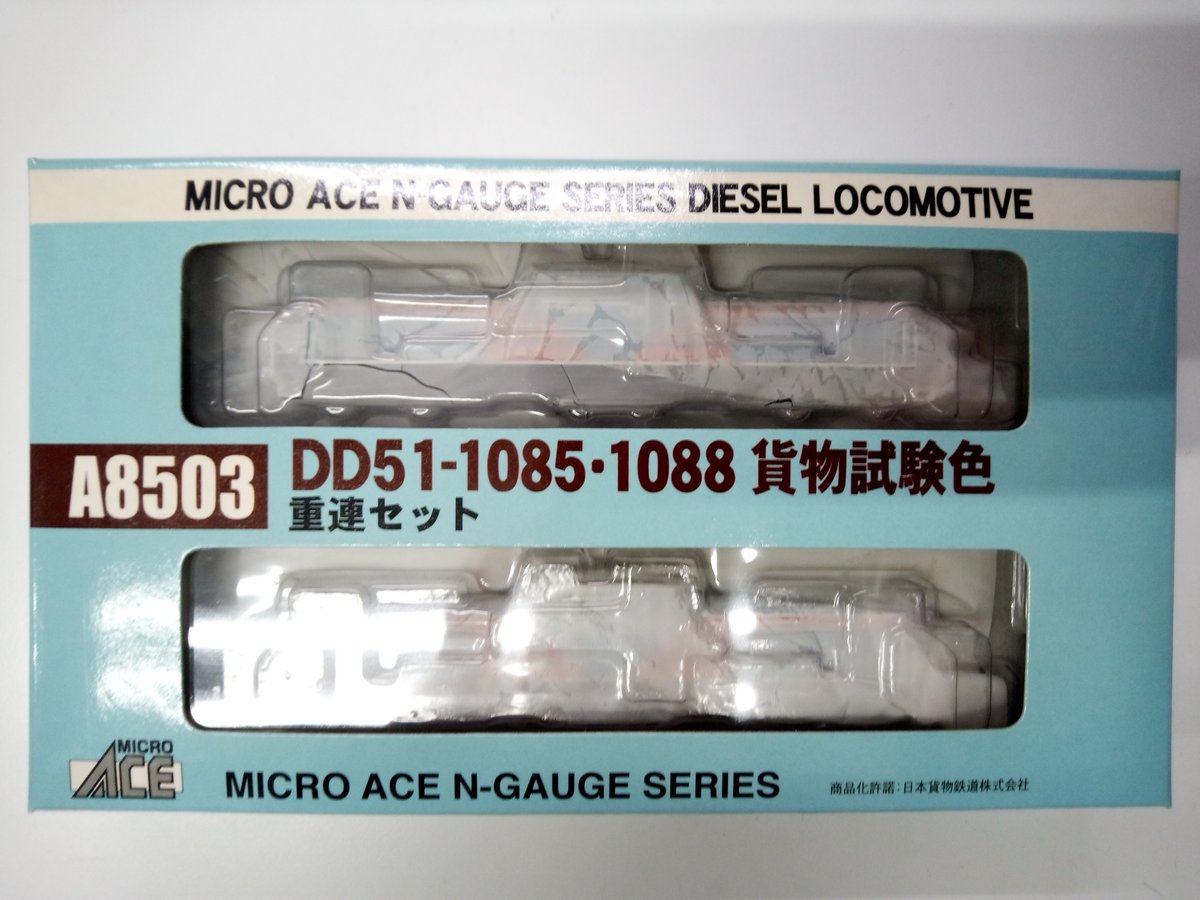 MICRO ACE N-GAUGE SERIES DIESEL LOCOMOTIVE
A8503
DD51-1085・1088 貨物試験色
重連セット
MICRO
ACE
MICRO ACE N-GAUGE SERIES
商品化許諾:日本貨物鉄道株式会社